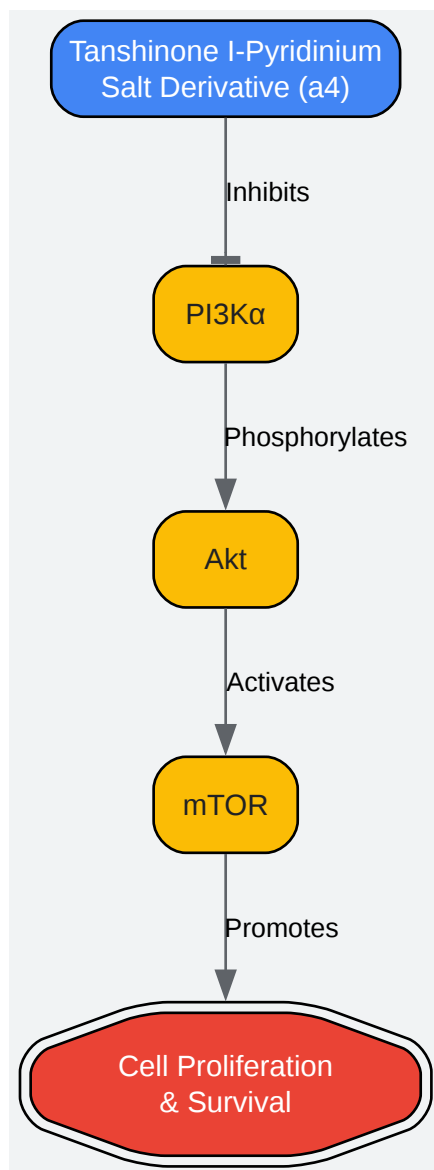 Tanshinone I-Pyridinium
Salt Derivative (a4)
Inhibits
PI3Kα
Phosphorylates
Akt
Activates
mTOR
Promotes
Cell Proliferation
& Survival